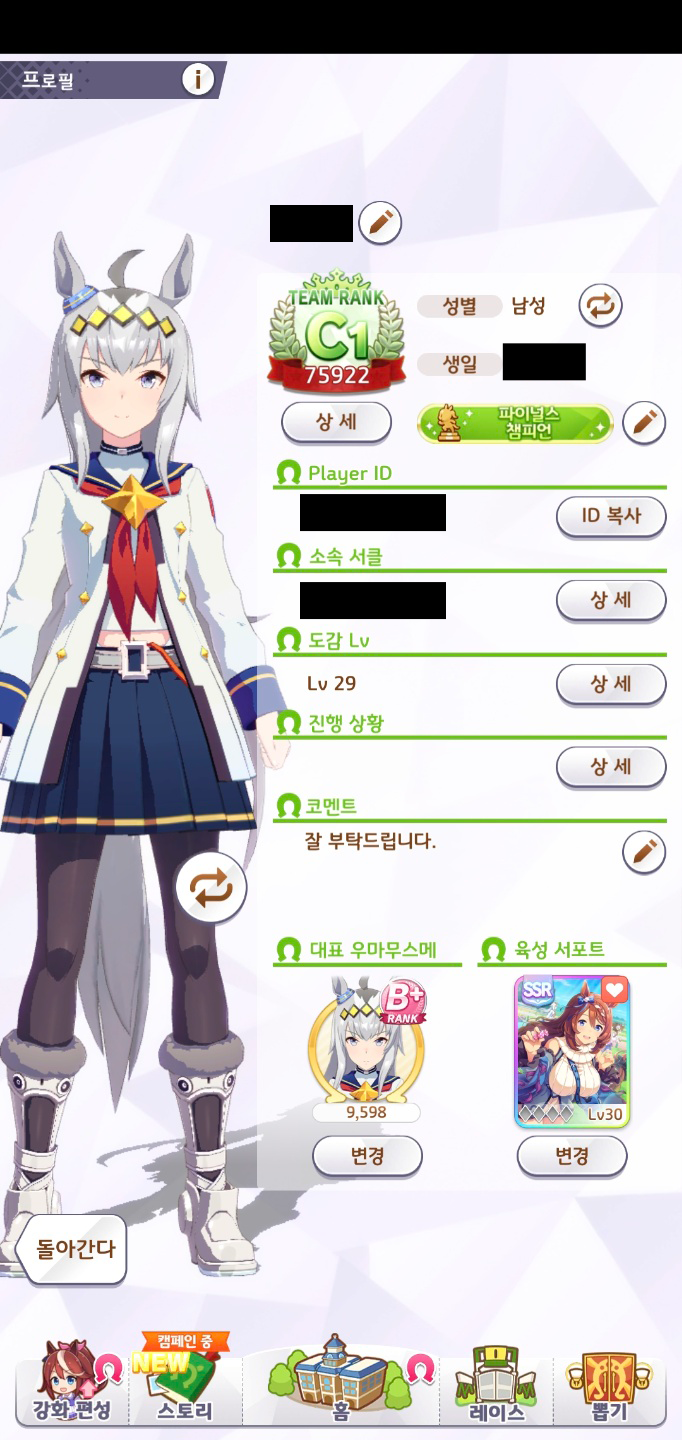 프로필
TEAM RANK
C1
75922
성별 남성
생일
상세
파이널스
챔피언
Player ID
ID 복사
소속 서클
상세
도감 Lv
Lv 29
상세
진행 상황
상세
코멘트
잘 부탁드립니다.
대표 우마무스메
육성 서포트
B+
RANK
9,598
SSR
Lv30
변경
변경
돌아간다
캠페인 중
NEW
강화 편성
스토리
홈
레이스
뽑기